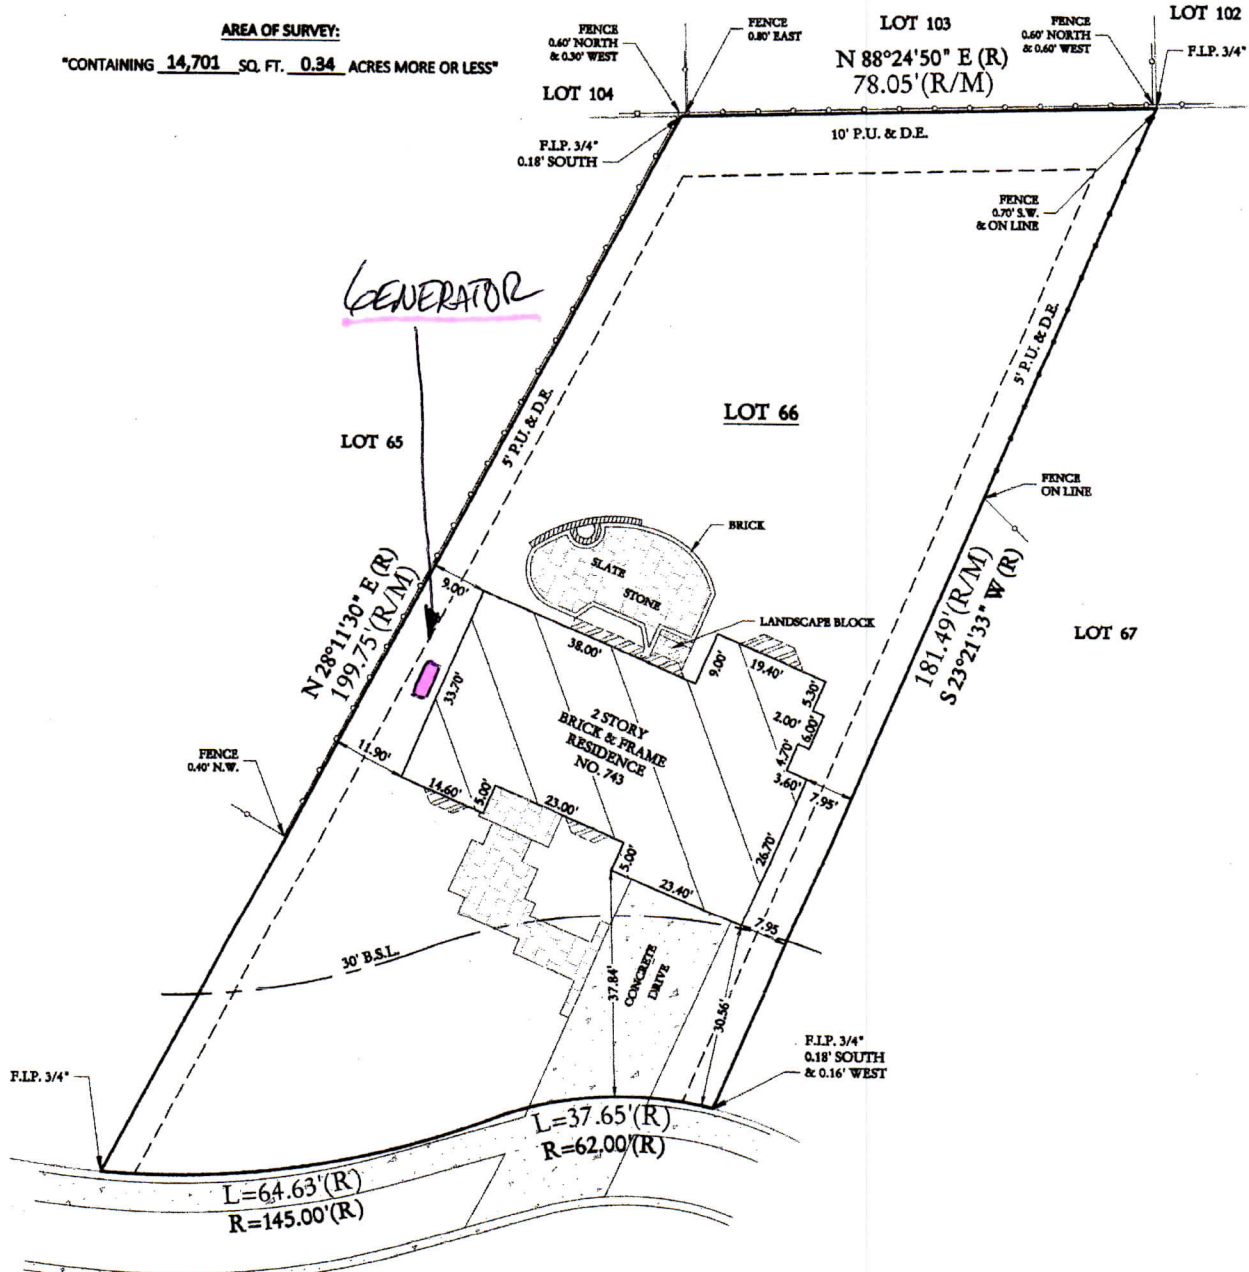 AREA OF SURVEY:
"CONTAINING 14,701 SQ. FT. 0.34 ACRES MORE OR LESS"
FENCE
0.60' NORTH
& 0.30' WEST
FENCE
0.80' EAST
LOT 103
N 88°24'50" E (R)
78.05'(R/M)
FENCE
0.60' NORTH
& 0.60' WEST
LOT 102
F.I.P. 3/4"
LOT 104
F.I.P. 3/4"
0.18' SOUTH
10' P.U. & D.E.
FENCE
0.70' S.W.
& ON LINE
GENERATOR
5' P.U. & D.E.
5' P.U. & D.E.
LOT 65
LOT 66
FENCE
ON LINE
BRICK
SLATE
STONE
LANDSCAPE BLOCK
LOT 67
N 28°11'30" E (R)
199.75'(R/M)
181.49'(R/M)
S 23°21'33" W (R)
9.00'
38.00'
9.00'
19.40'
5.30'
2.00'
6.00'
4.70'
3.60'
7.95'
33.70'
2 STORY
BRICK & FRAME
RESIDENCE
NO. 743
FENCE
0.40' N.W.
11.90'
14.60'
5.00'
23.00'
5.00'
23.40'
26.70'
7.95
30' B.S.L.
37.84'
CONCRETE
DRIVE
30.56'
F.I.P. 3/4"
F.I.P. 3/4"
0.18' SOUTH
& 0.16' WEST
L=37.65'(R)
R=62.00'(R)
L=64.63'(R)
R=145.00'(R)